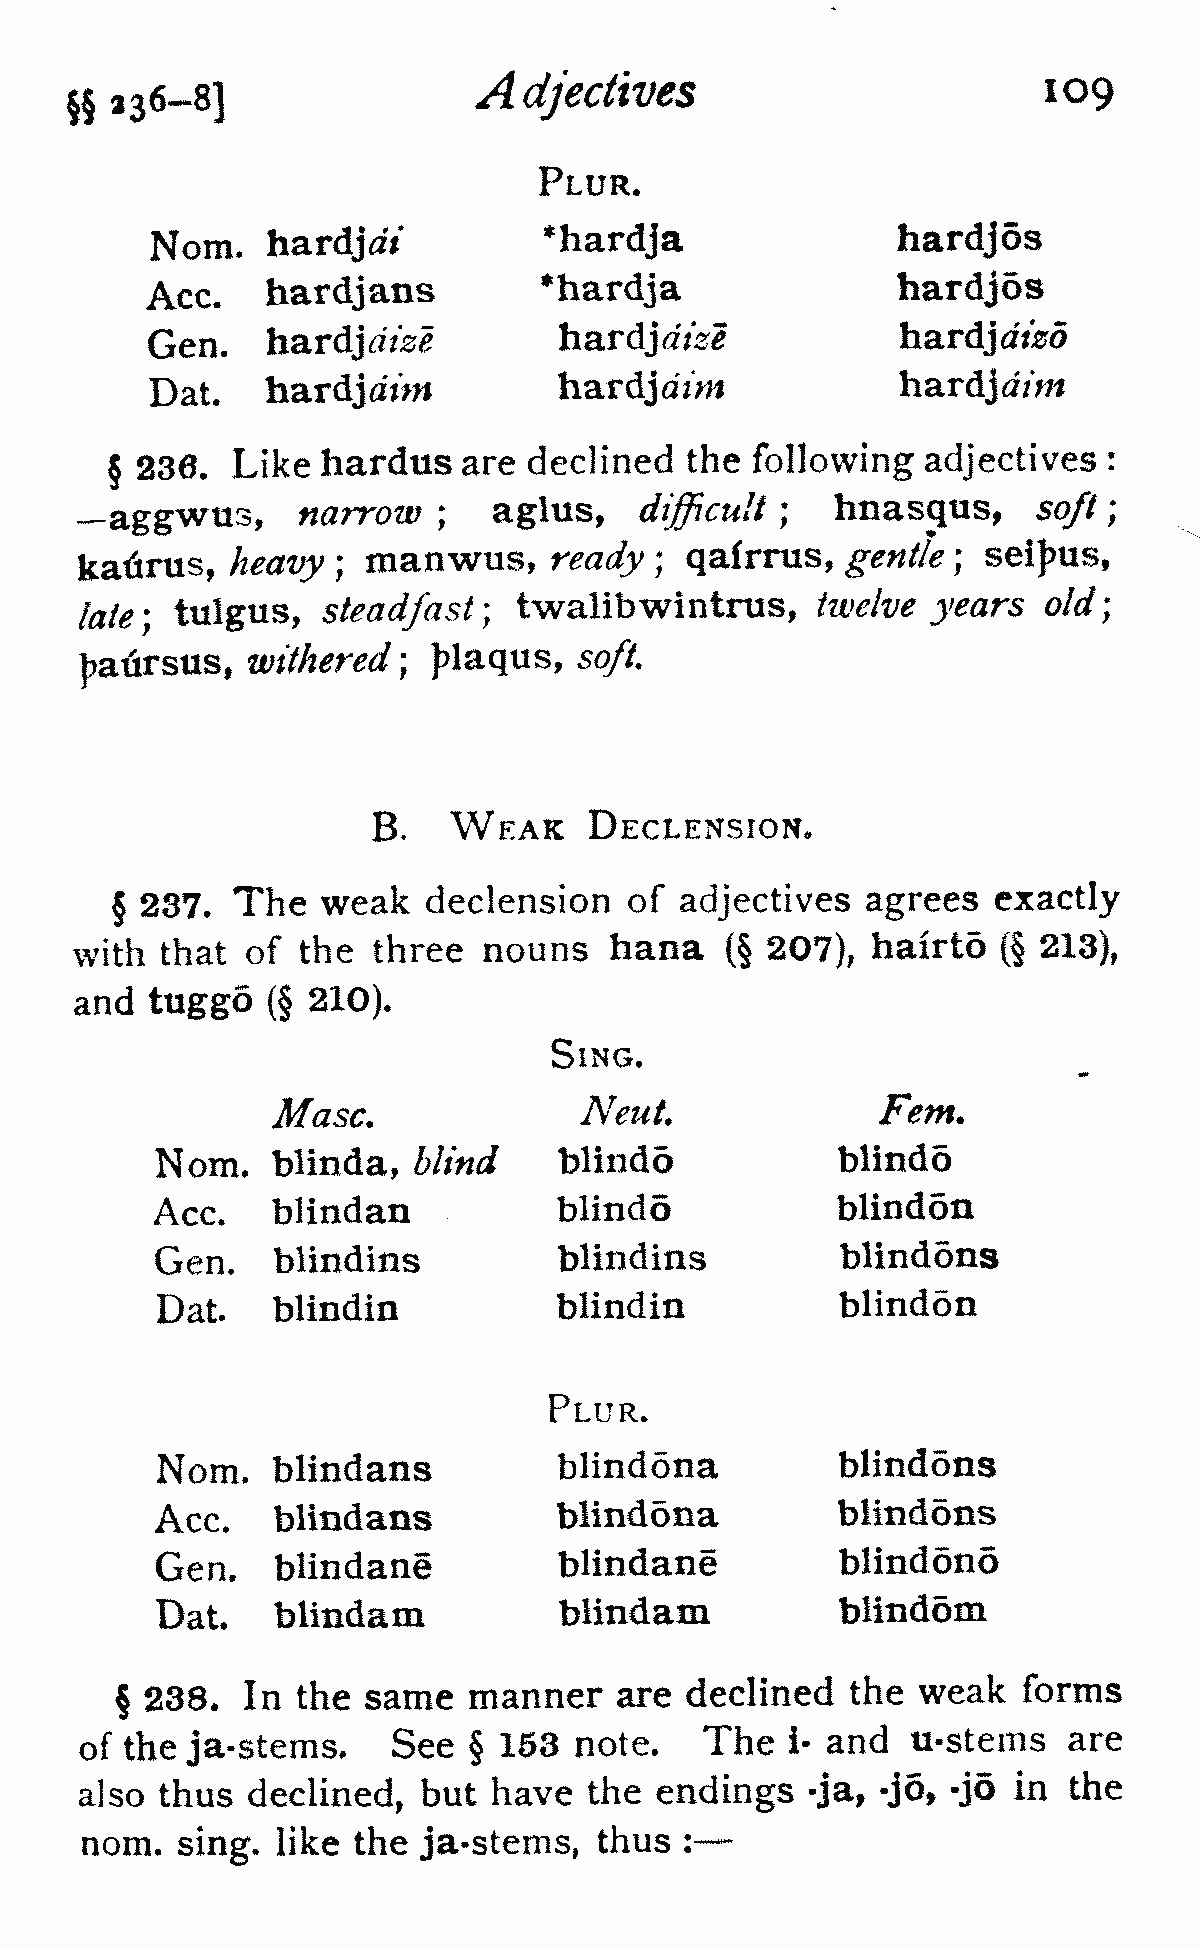 §§ 236–8] Adjectives 109
Plur.
Nom. hardjái *hardja hardjōs
Acc. hardjans *hardja hardjōs
Gen. hardjáizē hardjáizē hardjáizō
Dat. hardjáim hardjáim hardjáim
§ 236. Like hardus are declined the following adjectives :
—aggwus, narrow ; aglus, difficult ; hnasqus, soft ;
kaúrus, heavy ; manwus, ready ; qaírrus, gentle ; seiþus,
late ; tulgus, steadfast ; twalibwintrus, twelve years old ;
þaúrsus, withered ; þlaqus, soft.
B. Weak Declension.
§ 237. The weak declension of adjectives agrees exactly
with that of the three nouns hana (§ 207), haírtō (§ 213),
and tuggō (§ 210).
Sing.
Masc. Neut. Fem.
Nom. blinda, blind blindō blindō
Acc. blindan blindō blindōn
Gen. blindins blindins blindōns
Dat. blindin blindin blindōn
Plur.
Nom. blindans blindōna blindōns
Acc. blindans blindōna blindōns
Gen. blindanē blindanē blindōnō
Dat. blindam blindam blindōm
§ 238. In the same manner are declined the weak forms
of the ja-stems. See § 153 note. The i- and u-stems are
also thus declined, but have the endings -ja, -jō, -jō in the
nom. sing. like the ja-stems, thus :—